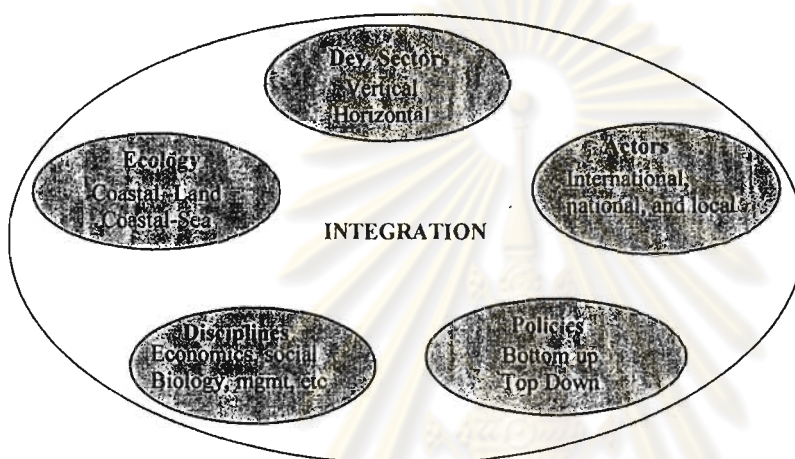 Dev. Sectors
Vertical
Horizontal
Ecology
Coastal-Land
Coastal-Sea
Actors
International,
national, and local
INTEGRATION
Disciplines
Economics, social
Biology, mgmt, etc
Policies
Bottom up
Top Down